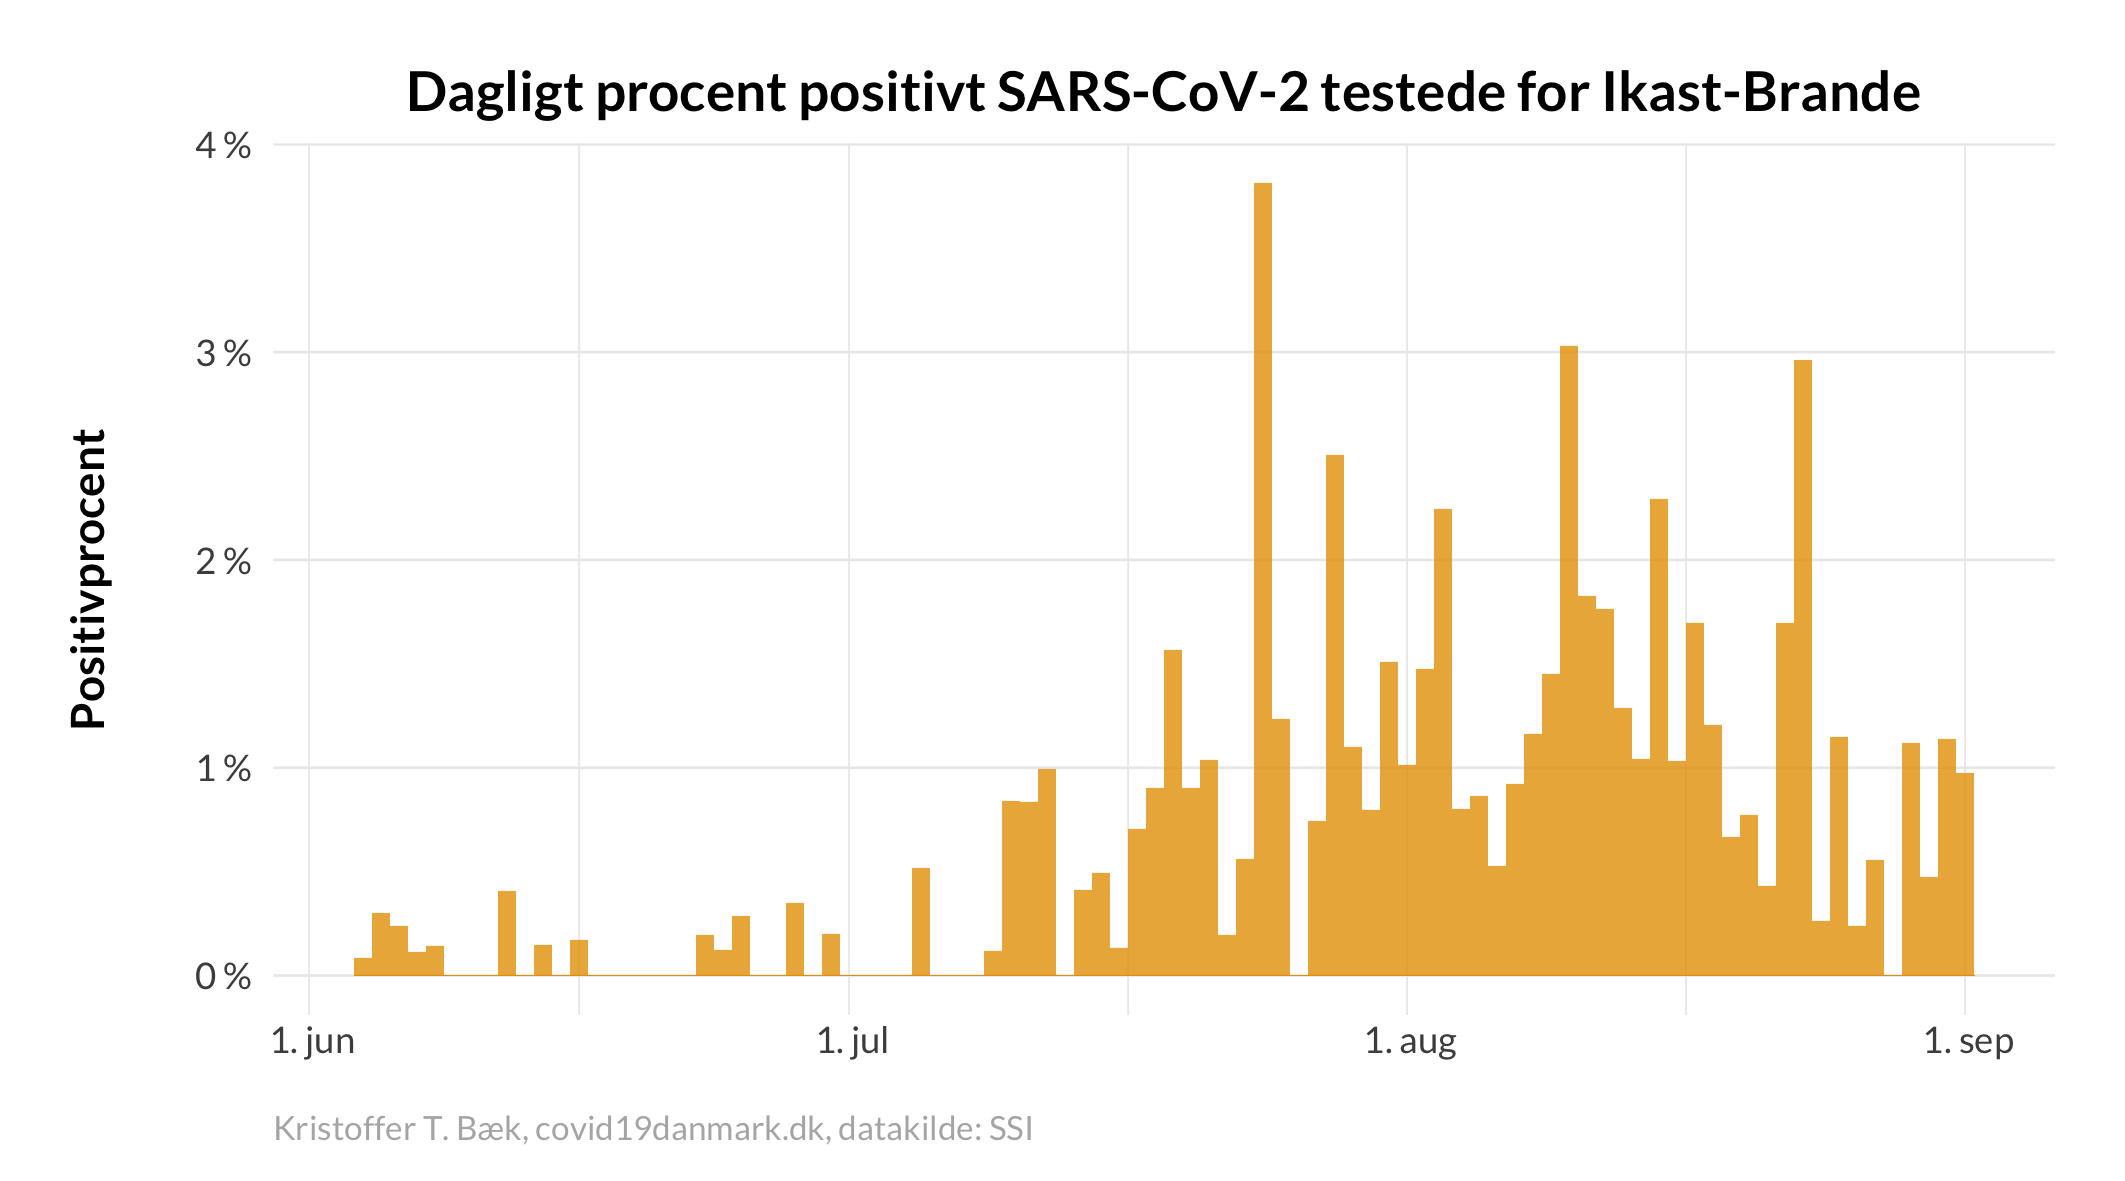 Dagligt procent positivt SARS-CoV-2 testede for Ikast-Brande
4 %
3 %
2 %
1 %
0 %
Positivprocent
1. jun
1. jul
1. aug
1. sep
Kristoffer T. Bæk, covid19danmark.dk, datakilde: SSI